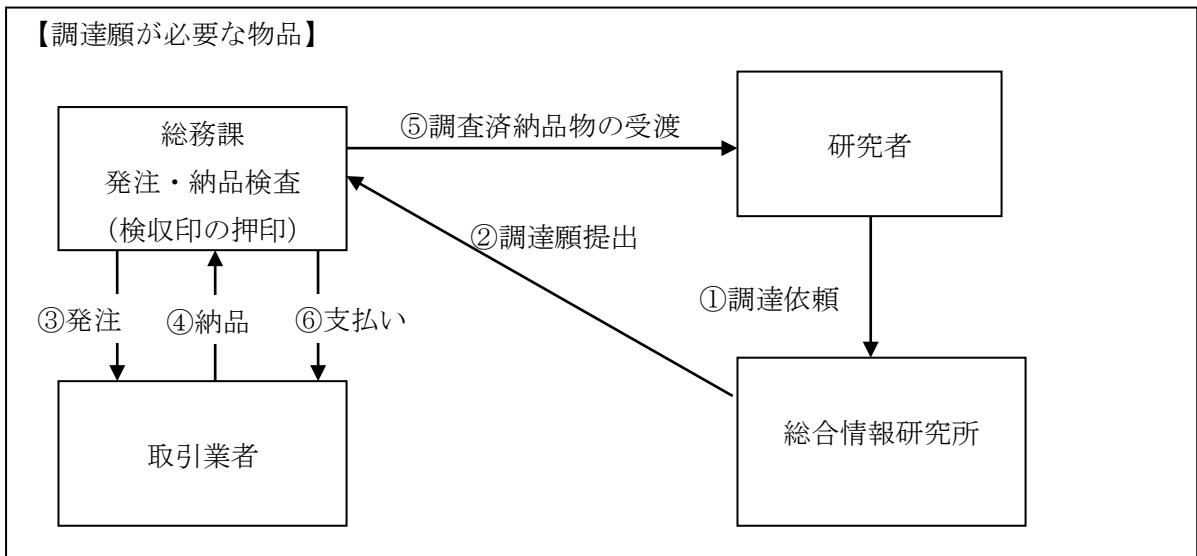 【調達願が必要な物品】
総務課
発注・納品検査
（検収印の押印）
⑤調査済納品物の受渡
研究者
②調達願提出
①調達依頼
③発注
④納品
⑥支払い
取引業者
総合情報研究所